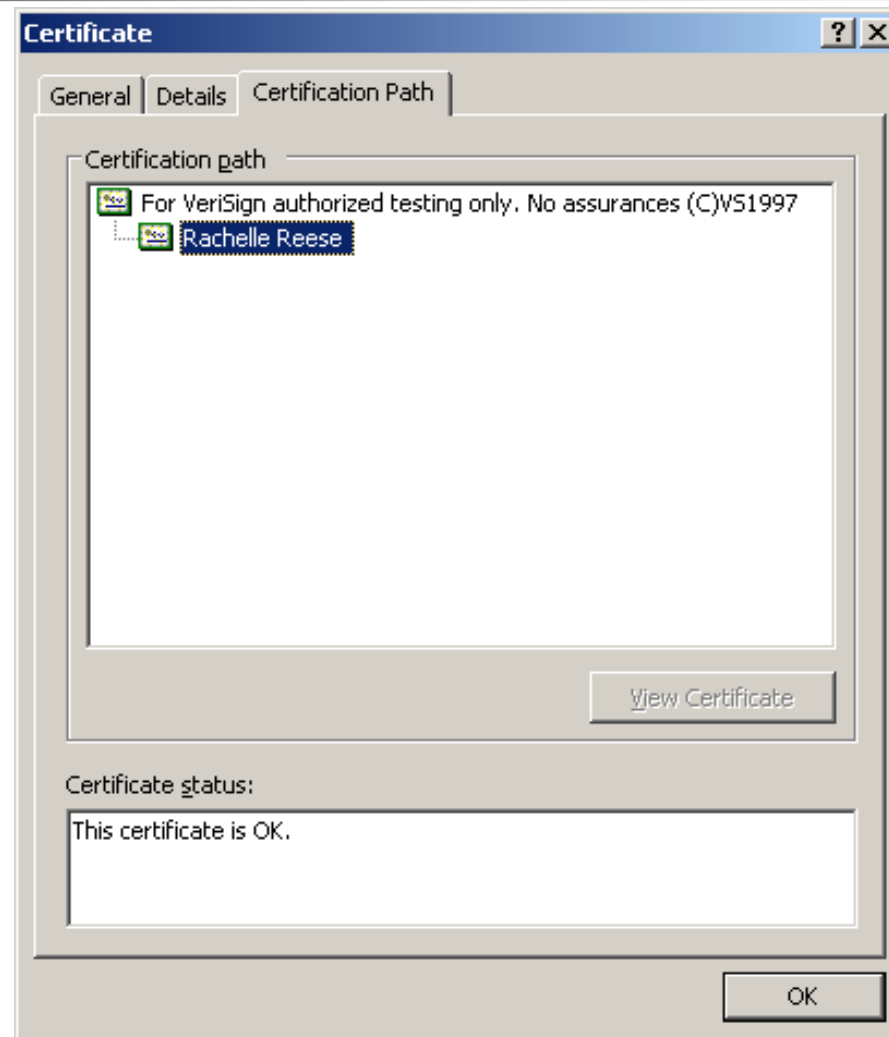 Certificate
General
Details
Certification Path
Certification path
For VeriSign authorized testing only. No assurances (C)VS1997
Rachelle Reese
View Certificate
Certificate status:
This certificate is OK.
OK